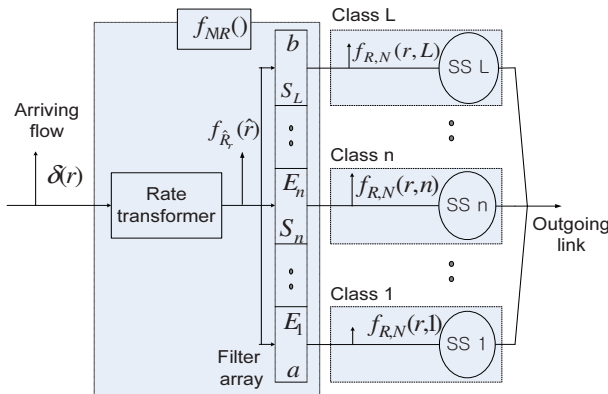 f_{NR}()
Arriving flow
δ(r)
Rate transformer
f_{\hat{R}_r}(\hat{r})
Filter array
b
S_L
E_n
S_n
E_1
a
Class L
f_{R,N}(r,L)
SS L
Class n
f_{R,N}(r,n)
SS n
Class 1
f_{R,N}(r,1)
SS 1
Outgoing link